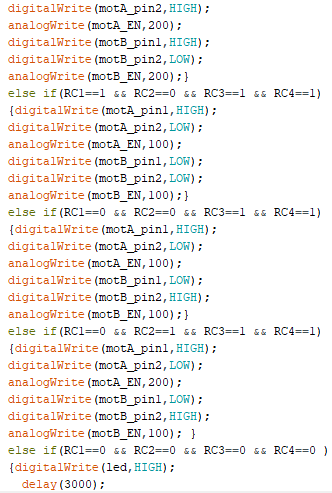 digitalWrite(motA_pin2,HIGH);
analogWrite(motA_EN,200);
digitalWrite(motB_pin1,HIGH);
digitalWrite(motB_pin2,LOW);
analogWrite(motB_EN,200);}
else if(RC1==1 && RC2==0 && RC3==1 && RC4==1)
{digitalWrite(motA_pin1,HIGH);
digitalWrite(motA_pin2,LOW);
analogWrite(motA_EN,100);
digitalWrite(motB_pin1,LOW);
digitalWrite(motB_pin2,LOW);
analogWrite(motB_EN,100);}
else if(RC1==0 && RC2==0 && RC3==1 && RC4==1)
{digitalWrite(motA_pin1,HIGH);
digitalWrite(motA_pin2,LOW);
analogWrite(motA_EN,100);
digitalWrite(motB_pin1,LOW);
digitalWrite(motB_pin2,HIGH);
analogWrite(motB_EN,100);}
else if(RC1==0 && RC2==1 && RC3==1 && RC4==1)
{digitalWrite(motA_pin1,HIGH);
digitalWrite(motA_pin2,LOW);
analogWrite(motA_EN,200);
digitalWrite(motB_pin1,LOW);
digitalWrite(motB_pin2,HIGH);
analogWrite(motB_EN,100); }
else if(RC1==0 && RC2==0 && RC3==0 && RC4==0 )
{digitalWrite(led,HIGH);
delay(3000);